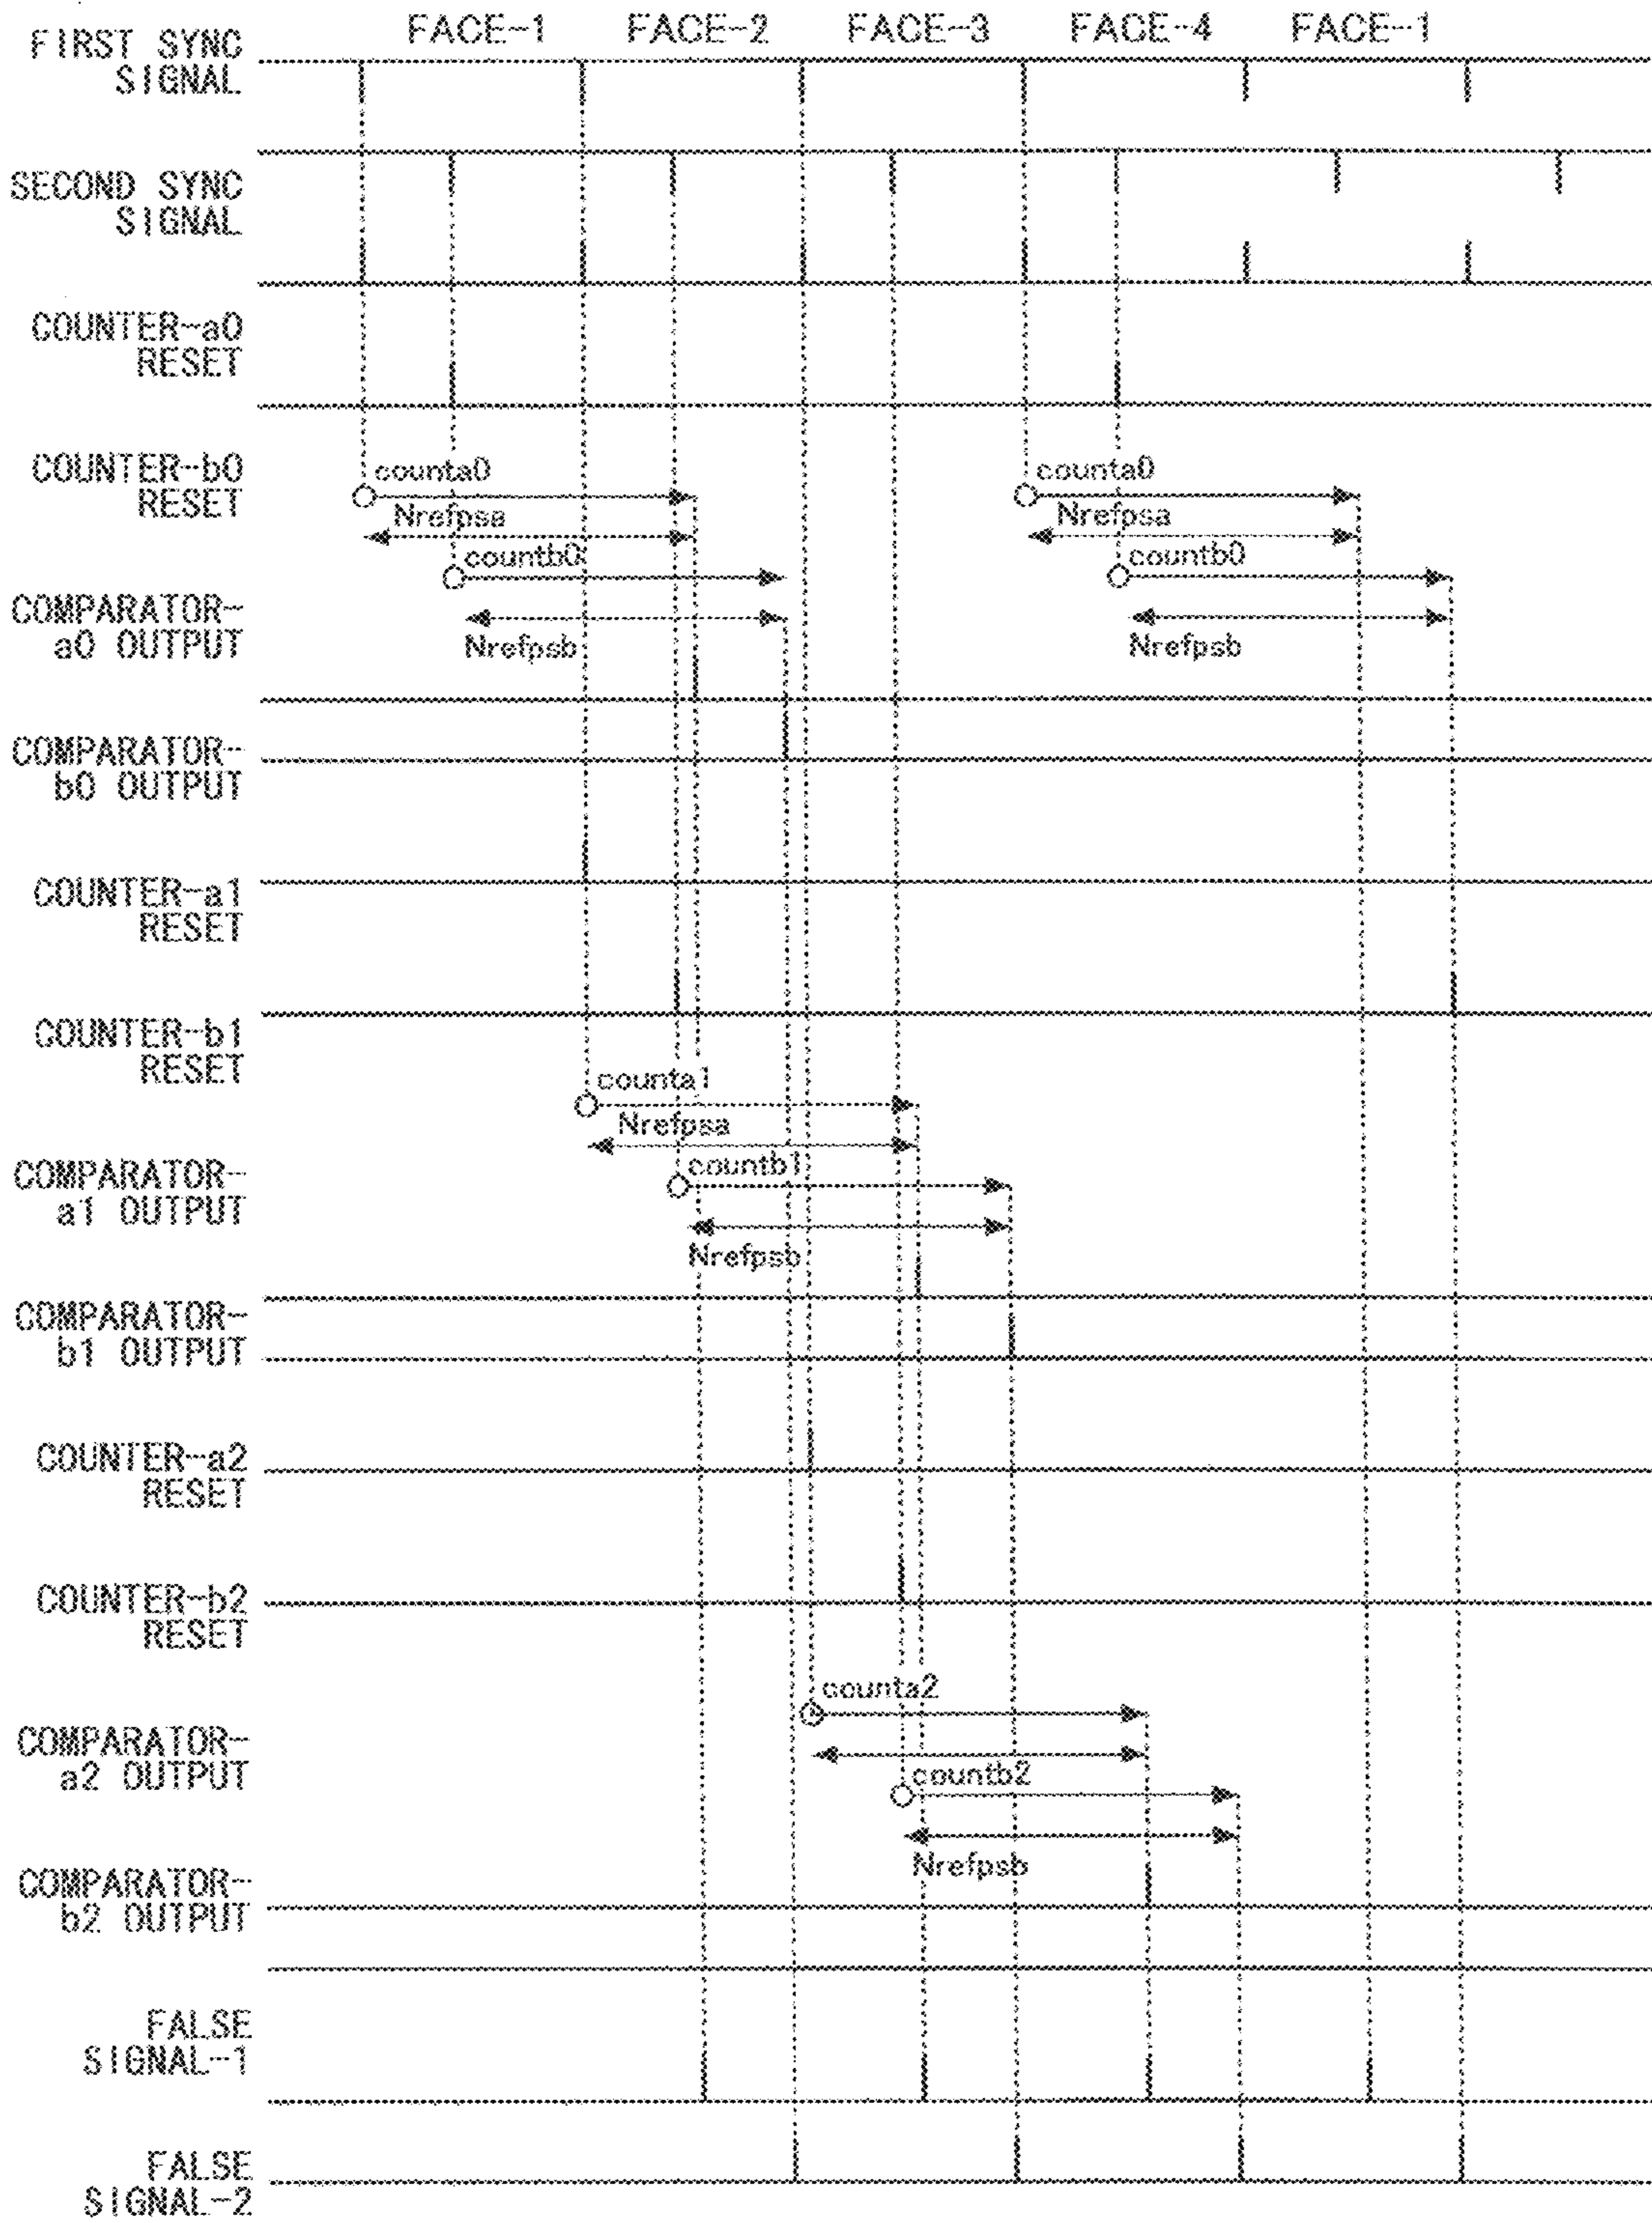 FACE-1 FACE-2 FACE-3 FACE-4 FACE-1
FIRST SYNC
SIGNAL
SECOND SYNC
SIGNAL
COUNTER-a0
RESET
COUNTER-b0
RESET
counta0
counta0
Nrefpsa
Nrefpsa
countb0
countb0
COMPARATOR-
a0 OUTPUT
Nrefpsb
Nrefpsb
COMPARATOR-
b0 OUTPUT
COUNTER-a1
RESET
COUNTER-b1
RESET
counta1
Nrefpsa
countb1
COMPARATOR-
a1 OUTPUT
Nrefpsb
COMPARATOR-
b1 OUTPUT
COUNTER-a2
RESET
COUNTER-b2
RESET
counta2
COMPARATOR-
a2 OUTPUT
countb2
Nrefpsb
COMPARATOR-
b2 OUTPUT
FALSE
SIGNAL-1
FALSE
SIGNAL-2